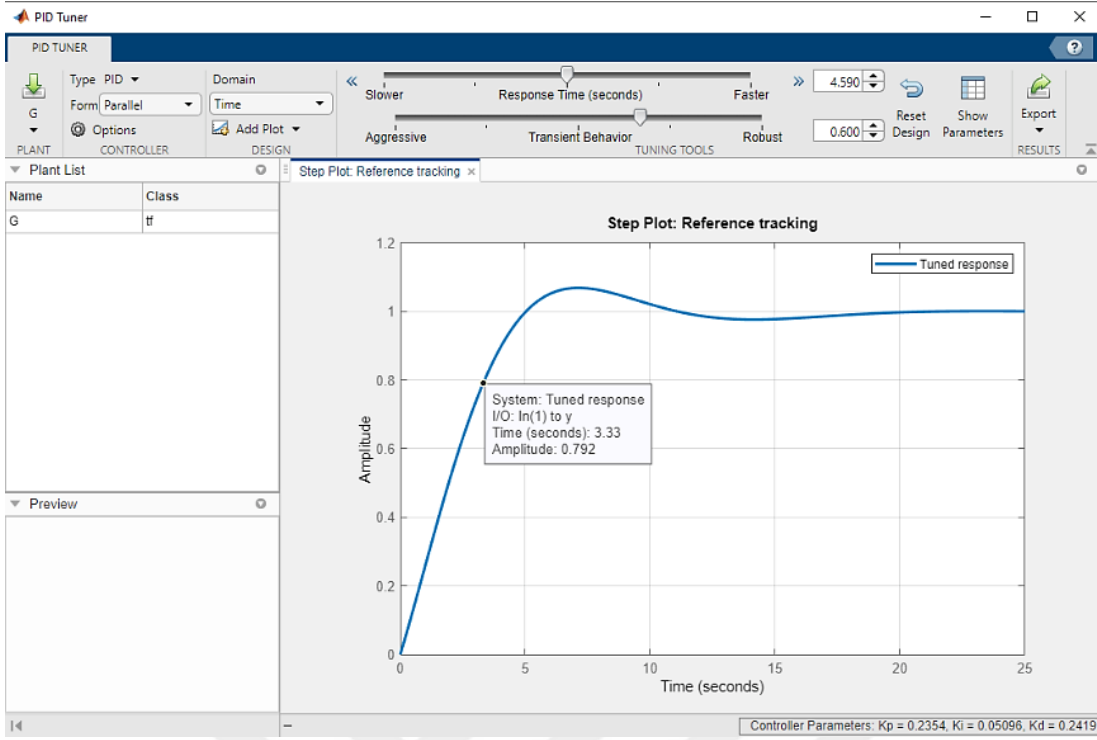 PID Tuner
PID TUNER
?
G
PLANT
Type PID
Form Parallel
Options
CONTROLLER
Domain
Time
Add Plot
DESIGN
Slower Response Time (seconds) Faster
4.590
Aggressive Transient Behavior Robust
0.600
TUNING TOOLS
Reset Design
Show Parameters
Export
RESULTS
Plant List
Name Class
G tf
Preview
Step Plot: Reference tracking
Step Plot: Reference tracking
Tuned response
1.2
1
0.8
0.6
0.4
0.2
0
Amplitude
System: Tuned response
I/O: In(1) to y
Time (seconds): 3.33
Amplitude: 0.792
0 5 10 15 20 25
Time (seconds)
Controller Parameters: Kp = 0.2354, Ki = 0.05096, Kd = 0.2419